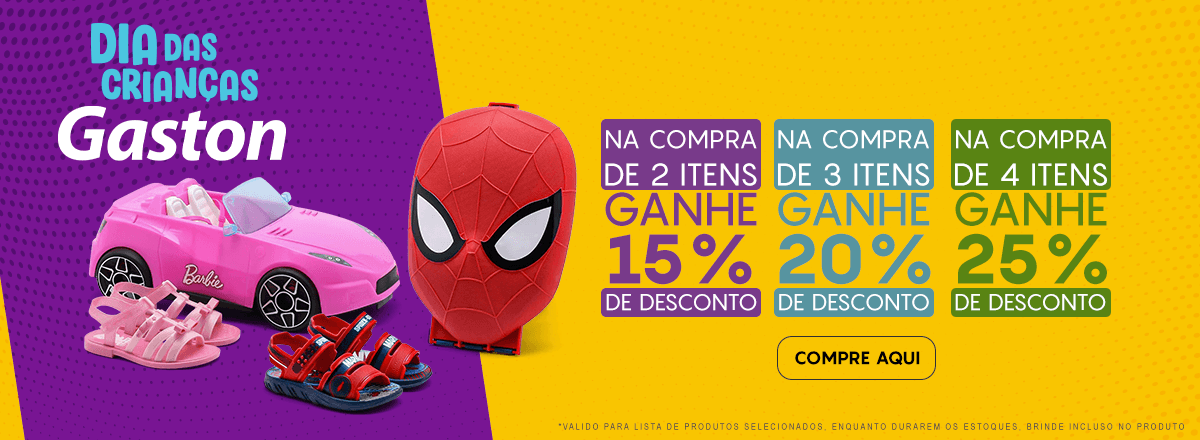 DIA DAS
CRIANÇAS
Gaston
Barbie
NA COMPRA
DE 2 ITENS
GANHE
15%
DE DESCONTO
NA COMPRA
DE 3 ITENS
GANHE
20%
DE DESCONTO
NA COMPRA
DE 4 ITENS
GANHE
25%
DE DESCONTO
COMPRE AQUI
*VALIDO PARA LISTA DE PRODUTOS SELECIONADOS, ENQUANTO DURAREM OS ESTOQUES, BRINDE INCLUSO NO PRODUTO